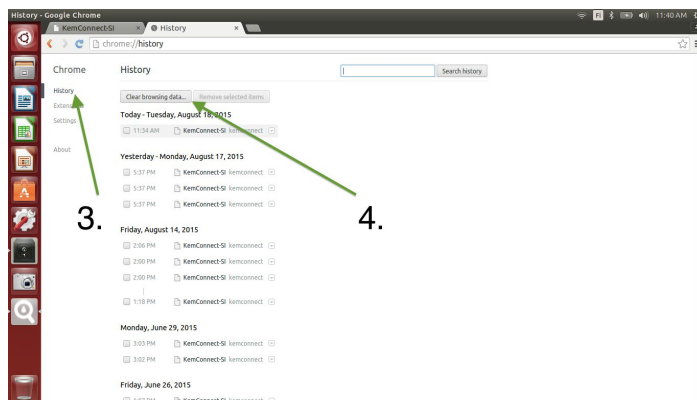 History - Google Chrome
FI
11:40 AM
KemConnect-SI × History ×
chrome://history
Chrome
History
Search history
History
Extens
Settings
About
Clear browsing data... Remove selected items
Today - Tuesday, August 18, 2015
11:34 AM KemConnect-SI kemconnect
Yesterday - Monday, August 17, 2015
5:37 PM KemConnect-SI kemconnect
5:37 PM KemConnect-SI kemconnect
5:37 PM KemConnect-SI kemconnect
3.
4.
Friday, August 14, 2015
2:06 PM KemConnect-SI kemconnect
2:00 PM KemConnect-SI kemconnect
2:00 PM KemConnect-SI kemconnect
1:18 PM KemConnect-SI kemconnect
Monday, June 29, 2015
3:03 PM KemConnect-SI kemconnect
3:02 PM KemConnect-SI kemconnect
Friday, June 26, 2015
KemConnect-SI kemconnect